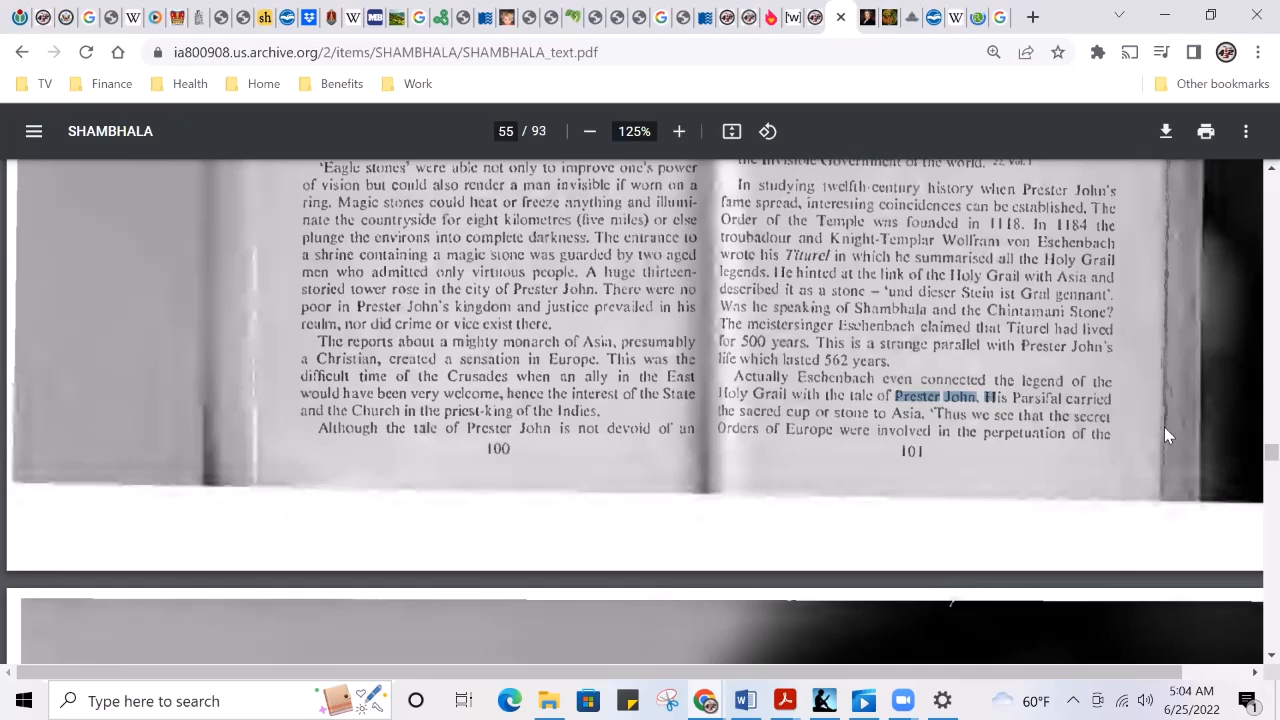 ia800908.us.archive.org/2/items/SHAMBHALA/SHAMBHALA_text.pdf
TV Finance Health Home Benefits Work Other bookmarks
SHAMBHALA 55 / 93 125%
'Eagle stones' were able not only to improve one's power
of vision but could also render a man invisible if worn on a
ring. Magic stones could heat or freeze anything and illumi-
nate the countryside for eight kilometres (five miles) or else
plunge the environs into complete darkness. The entrance to
a shrine containing a magic stone was guarded by two aged
men who admitted only virtuous people. A huge thirteen-
storied tower rose in the city of Prester John. There were no
poor in Prester John's kingdom and justice prevailed in his
realm, nor did crime or vice exist there.
The reports about a mighty monarch of Asia, presumably
a Christian, created a sensation in Europe. This was the
difficult time of the Crusades when an ally in the East
would have been very welcome, hence the interest of the State
and the Church in the priest-king of the Indies.
Although the tale of Prester John is not devoid of an
100
the Invisible Government of the world. 22, Vol. 1
In studying twelfth-century history when Prester John's
fame spread, interesting coincidences can be established. The
Order of the Temple was founded in 1118. In 1184 the
troubadour and Knight-Templar Wolfram von Eschenbach
wrote his Titurel in which he summarised all the Holy Grail
legends. He hinted at the link of the Holy Grail with Asia and
described it as a stone – 'und dieser Stein ist Gral gennant'.
Was he speaking of Shambhala and the Chintamani Stone?
The meistersinger Eschenbach claimed that Titurel had lived
for 500 years. This is a strange parallel with Prester John's
life which lasted 562 years.
Actually Eschenbach even connected the legend of the
Holy Grail with the tale of Prester John. His Parsifal carried
the sacred cup or stone to Asia. 'Thus we see that the secret
Orders of Europe were involved in the perpetuation of the
101
Type here to search
60°F
5:04 AM
6/25/2022